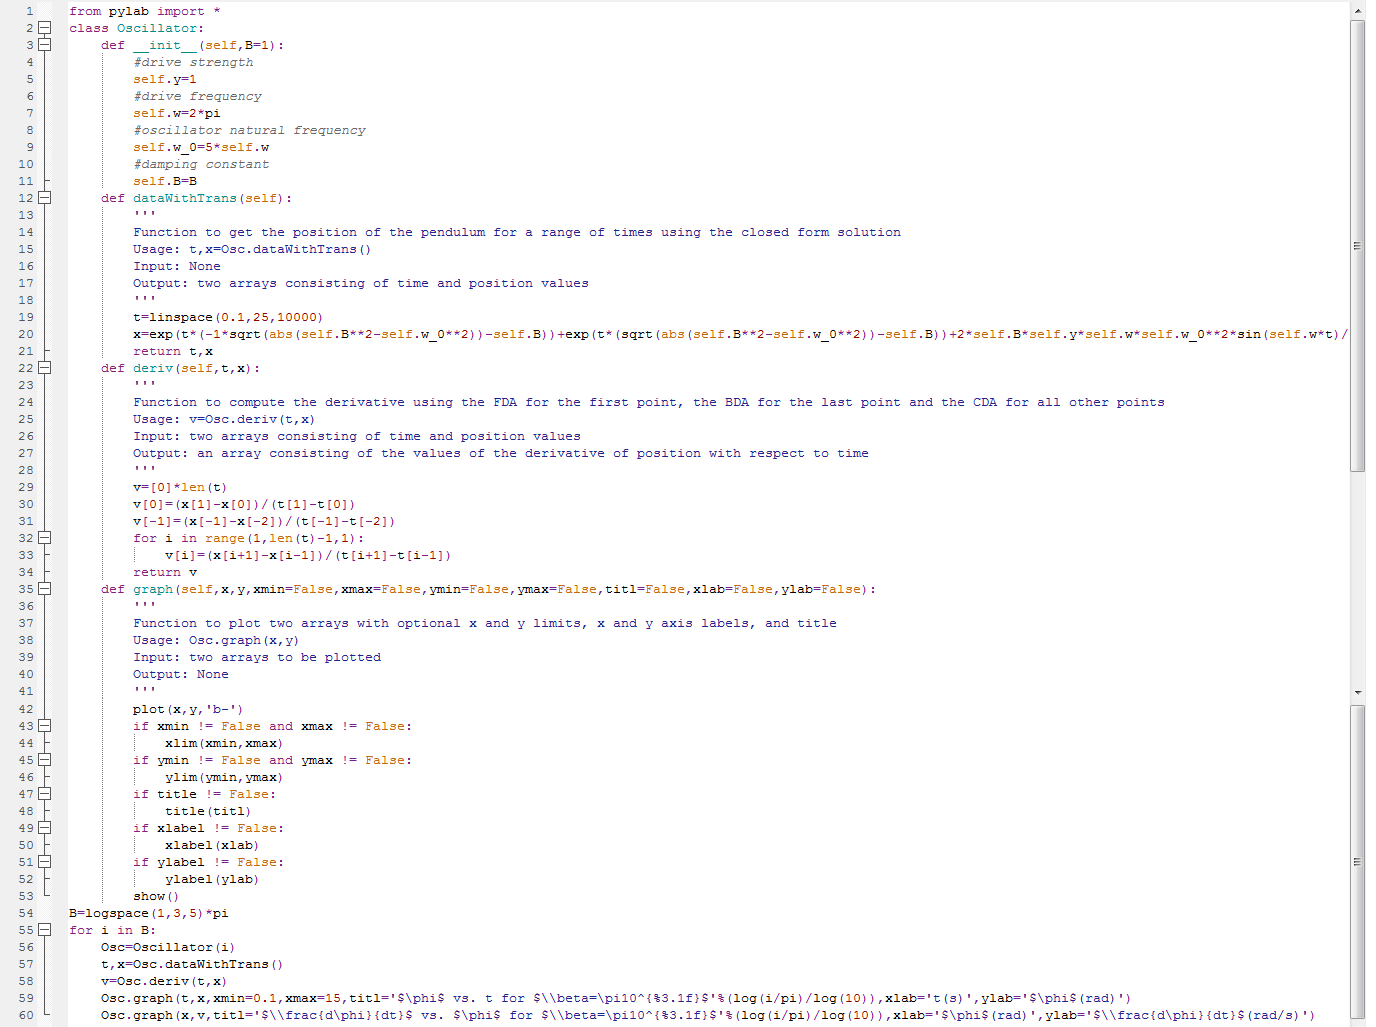 1 from pylab import *
2 class Oscillator:
3 def __init__(self,B=1):
4 #drive strength
5 self.y=1
6 #drive frequency
7 self.w=2*pi
8 #oscillator natural frequency
9 self.w_0=5*self.w
10 #damping constant
11 self.B=B
12 def dataWithTrans(self):
13 '''
14 Function to get the position of the pendulum for a range of times using the closed form solution
15 Usage: t,x=Osc.dataWithTrans()
16 Input: None
17 Output: two arrays consisting of time and position values
18 '''
19 t=linspace(0.1,25,10000)
20 x=exp(t*(-1*sqrt(abs(self.B**2-self.w_0**2))-self.B))+exp(t*(sqrt(abs(self.B**2-self.w_0**2))-self.B))+2*self.B*self.y*self.w*self.w_0**2*sin(self.w*t)/
21 return t,x
22 def deriv(self,t,x):
23 '''
24 Function to compute the derivative using the FDA for the first point, the BDA for the last point and the CDA for all other points
25 Usage: v=Osc.deriv(t,x)
26 Input: two arrays consisting of time and position values
27 Output: an array consisting of the values of the derivative of position with respect to time
28 '''
29 v=[0]*len(t)
30 v[0]=(x[1]-x[0])/(t[1]-t[0])
31 v[-1]=(x[-1]-x[-2])/(t[-1]-t[-2])
32 for i in range(1,len(t)-1,1):
33 v[i]=(x[i+1]-x[i-1])/(t[i+1]-t[i-1])
34 return v
35 def graph(self,x,y,xmin=False,xmax=False,ymin=False,ymax=False,titl=False,xlab=False,ylab=False):
36 '''
37 Function to plot two arrays with optional x and y limits, x and y axis labels, and title
38 Usage: Osc.graph(x,y)
39 Input: two arrays to be plotted
40 Output: None
41 '''
42 plot(x,y,'b-')
43 if xmin != False and xmax != False:
44 xlim(xmin,xmax)
45 if ymin != False and ymax != False:
46 ylim(ymin,ymax)
47 if title != False:
48 title(titl)
49 if xlabel != False:
50 xlabel(xlab)
51 if ylabel != False:
52 ylabel(ylab)
53 show()
54 B=logspace(1,3,5)*pi
55 for i in B:
56 Osc=Oscillator(i)
57 t,x=Osc.dataWithTrans()
58 v=Osc.deriv(t,x)
59 Osc.graph(t,x,xmin=0.1,xmax=15,titl='$\phi$ vs. t for $\\beta=\pi10^{%3.1f}$'%(log(i/pi)/log(10)),xlab='t(s)',ylab='$\phi$(rad)')
60 Osc.graph(x,v,titl='$\\frac{d\phi}{dt}$ vs. $\phi$ for $\\beta=\pi10^{%3.1f}$'%(log(i/pi)/log(10)),xlab='$\phi$(rad)',ylab='$\\frac{d\phi}{dt}$(rad/s)')